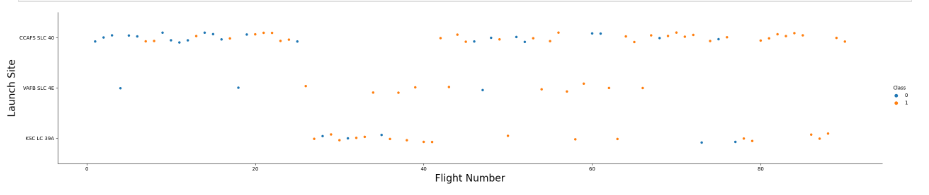 CCAFS SLC 40
VAFB SLC 4E
KSC LC 39A
Launch Site
0 20 40 60 80
Flight Number
Class
0
1